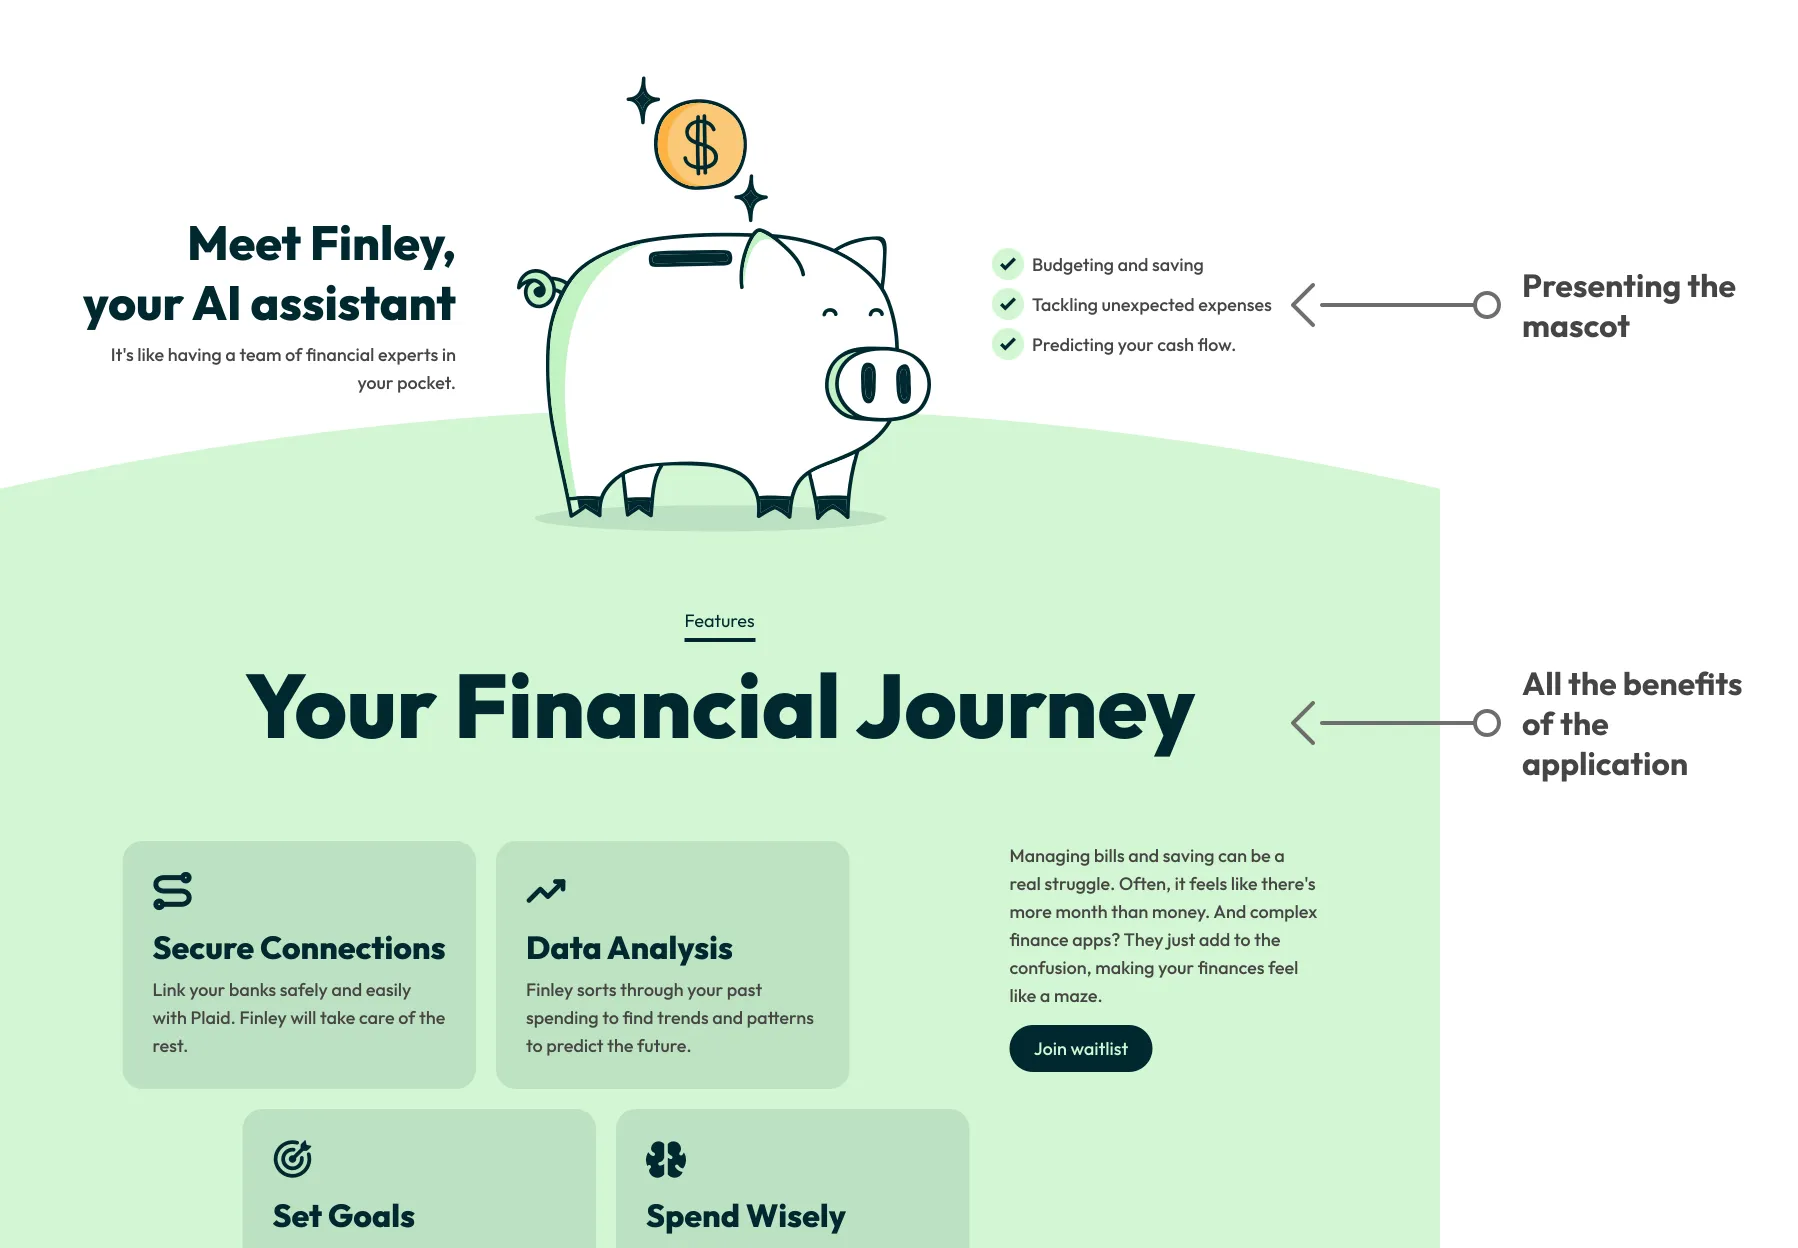 $
Meet Finley,
your AI assistant
It's like having a team of financial experts in
your pocket.
Budgeting and saving
Tackling unexpected expenses
Predicting your cash flow.
Presenting the
mascot
Features
Your Financial Journey
All the benefits
of the
application
Secure Connections
Link your banks safely and easily
with Plaid. Finley will take care of the
rest.
Data Analysis
Finley sorts through your past
spending to find trends and patterns
to predict the future.
Managing bills and saving can be a
real struggle. Often, it feels like there's
more month than money. And complex
finance apps? They just add to the
confusion, making your finances feel
like a maze.
Join waitlist
Set Goals
Spend Wisely